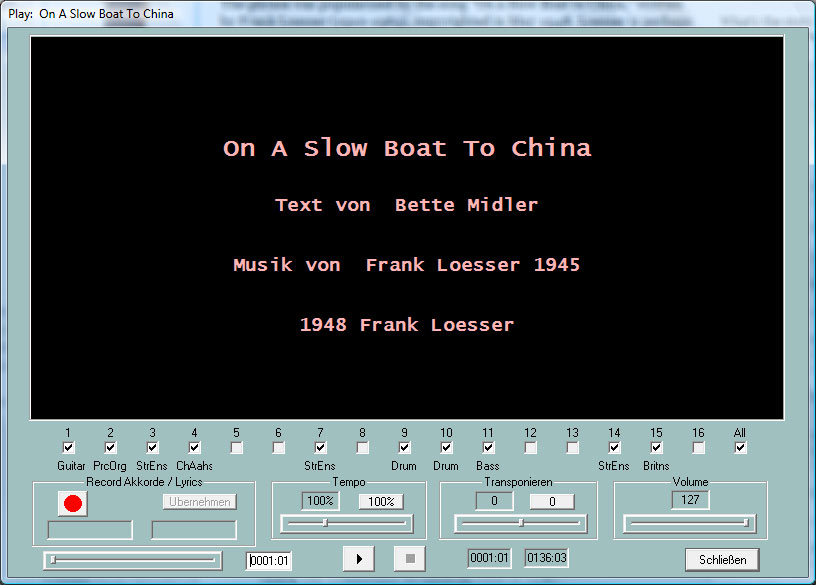 Play: On A Slow Boat To China
On A Slow Boat To China
Text von Bette Midler
Musik von Frank Loesser 1945
1948 Frank Loesser
1 2 3 4 5 6 7 8 9 10 11 12 13 14 15 16 All
Guitar PrcOrg StrEns ChAahs StrEns Drum Drum Bass StrEns Britns
Record Akkorde / Lyrics Tempo Transponieren Volume
Übernehmen 100% 100% 0 0 127
0001:01 0001:01 0136:03 Schließen